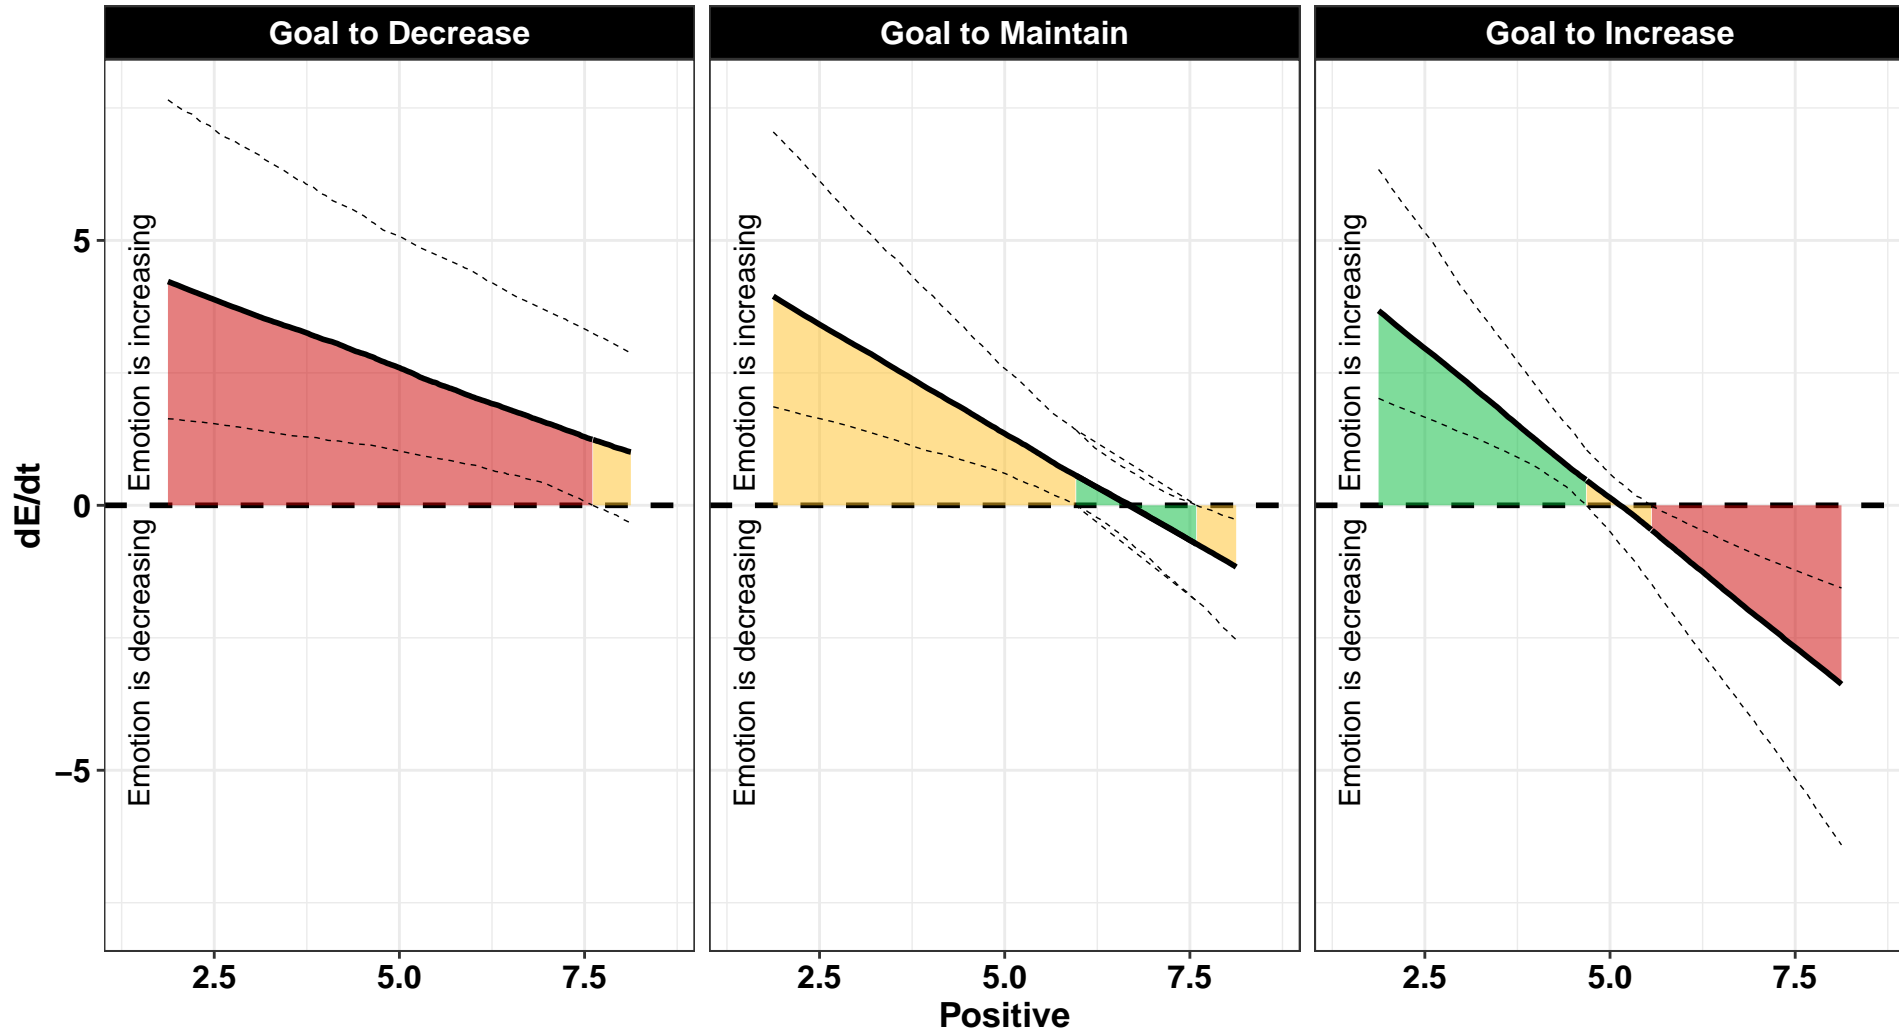 Goal to Decrease
Goal to Maintain
Goal to Increase
dE/dt
5
0
−5
Emotion is increasing
Emotion is decreasing
Emotion is increasing
Emotion is decreasing
Emotion is increasing
Emotion is decreasing
2.5 5.0 7.5
2.5 5.0 7.5
2.5 5.0 7.5
Positive